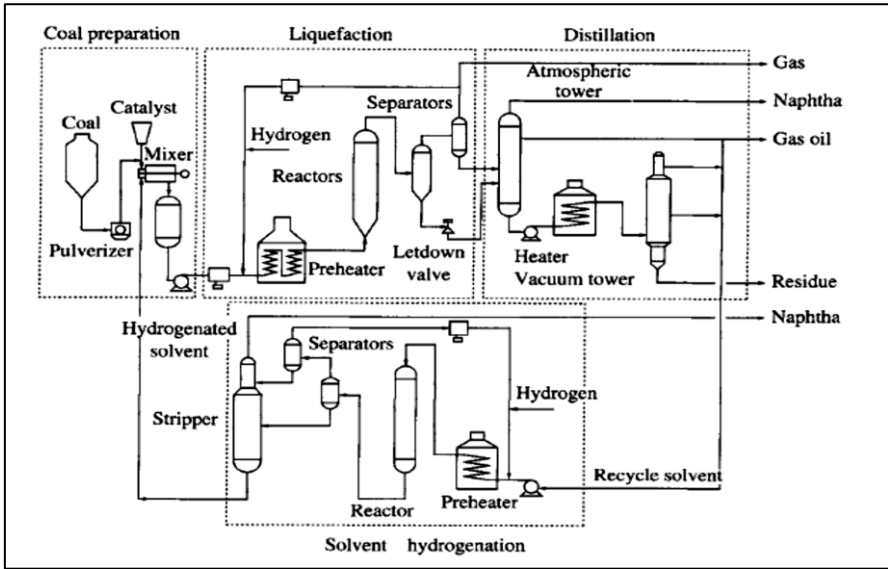 Coal preparation
Liquefaction
Distillation
Gas
Atmospheric
tower
Catalyst
Separators
Naphtha
Coal
Hydrogen
Gas oil
Mixer
Reactors
Pulverizer
Preheater
Letdown
valve
Heater
Vacuum tower
Residue
Naphtha
Hydrogenated
solvent
Separators
Hydrogen
Stripper
Recycle solvent
Reactor
Preheater
Solvent hydrogenation